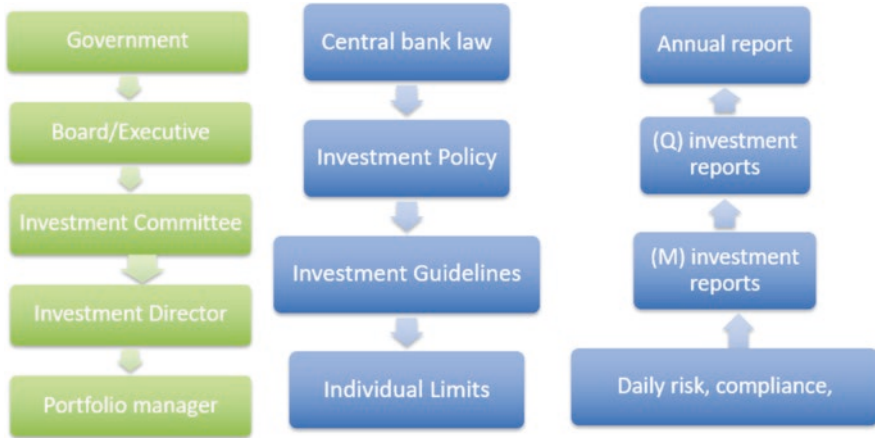 Government
Board/Executive
Investment Committee
Investment Director
Portfolio manager
Central bank law
Investment Policy
Investment Guidelines
Individual Limits
Annual report
(Q) investment
reports
(M) investment
reports
Daily risk, compliance,